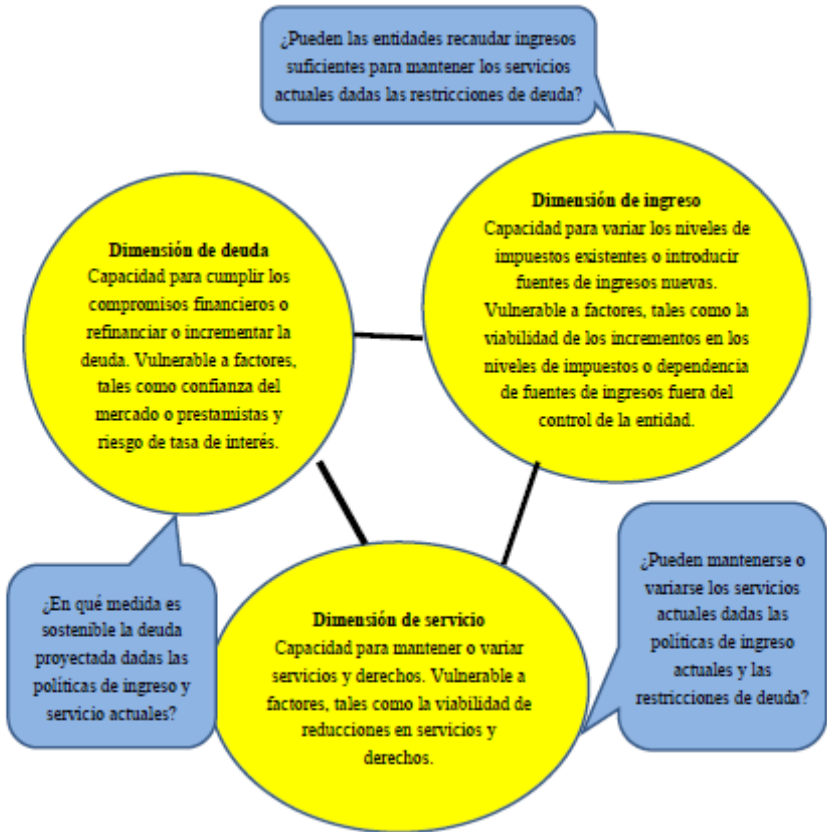 ¿Pueden las entidades recaudar ingresos
suficientes para mantener los servicios
actuales dadas las restricciones de deuda?
Dimensión de ingreso
Capacidad para variar los niveles de
impuestos existentes o introducir
fuentes de ingresos nuevas.
Vulnerable a factores, tales como la
viabilidad de los incrementos en los
niveles de impuestos o dependencia
de fuentes de ingresos fuera del
control de la entidad.
Dimensión de deuda
Capacidad para cumplir los
compromisos financieros o
refinanciar o incrementar la
deuda. Vulnerable a factores,
tales como confianza del
mercado o prestamistas y
riesgo de tasa de interés.
¿En qué medida es
sostenible la deuda
proyectada dadas las
políticas de ingreso y
servicio actuales?
Dimensión de servicio
Capacidad para mantener o variar
servicios y derechos. Vulnerable a
factores, tales como la viabilidad de
reducciones en servicios y
derechos.
¿Pueden mantenerse o
variarse los servicios
actuales dadas las
políticas de ingreso
actuales y las
restricciones de deuda?